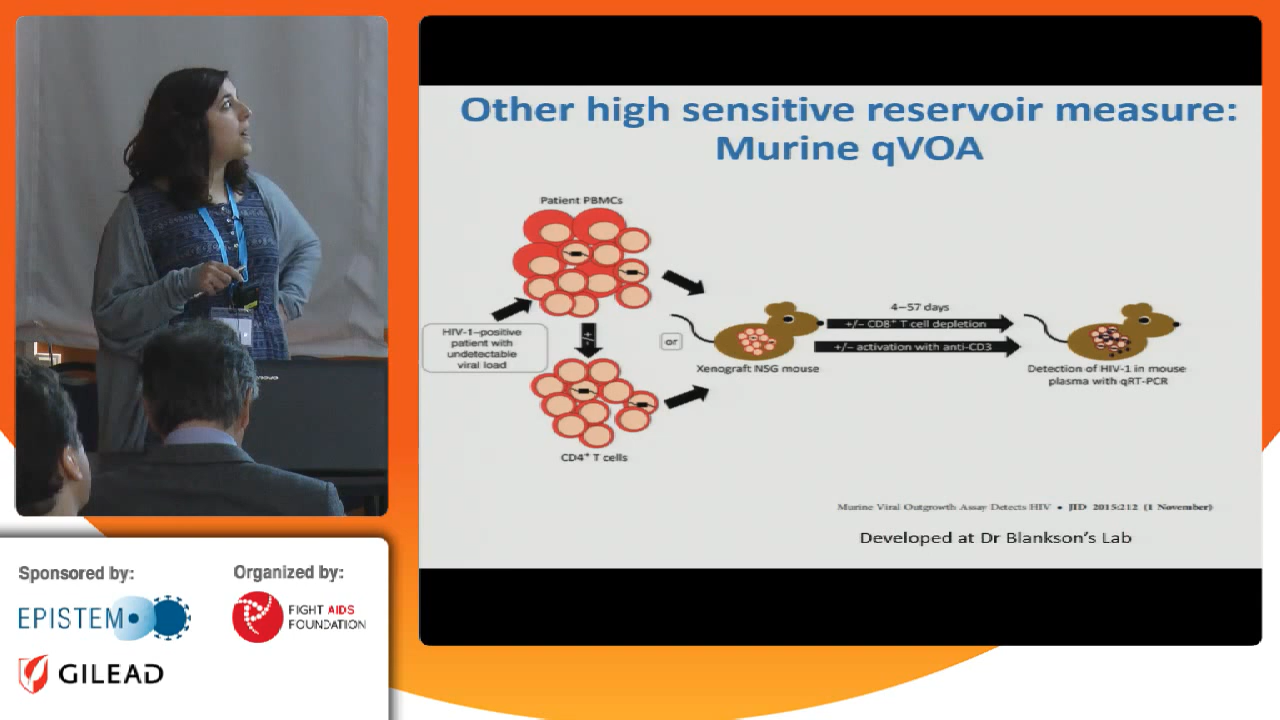 Other high sensitive reservoir measure:
Murine qVOA
Patient PBMCs
HIV-1–positive
patient with
undetectable
viral load
+/-
CD4+ T cells
or
Xenograft NSG mouse
4–57 days
+/– CD8+ T cell depletion
+/– activation with anti-CD3
Detection of HIV-1 in mouse
plasma with qRT-PCR
Murine Viral Outgrowth Assay Detects HIV • JID 2015:212 (1 November)
Developed at Dr Blankson's Lab
lenovo
Sponsored by:
EPISTEM
GILEAD
Organized by:
FIGHT AIDS
FOUNDATION